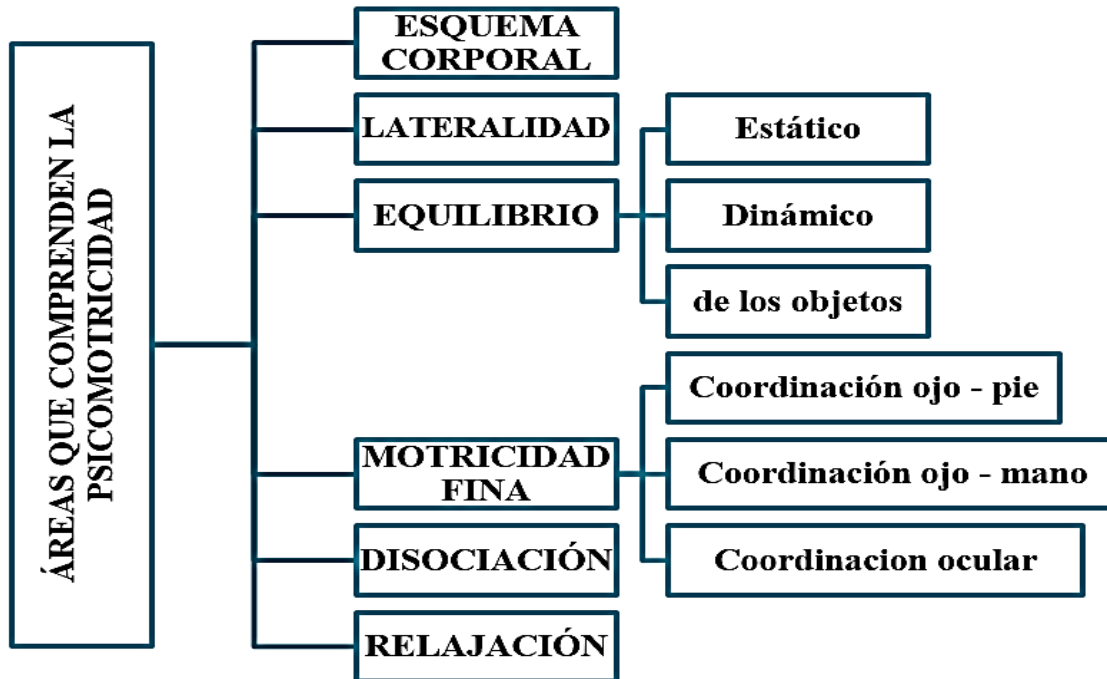 ÁREAS QUE COMPRENDEN LA
PSICOMOTRICIDAD
ESQUEMA
CORPORAL
LATERALIDAD
EQUILIBRIO
Estático
Dinámico
de los objetos
MOTRICIDAD
FINA
Coordinación ojo - pie
Coordinación ojo - mano
Coordinacion ocular
DISOCIACIÓN
RELAJACIÓN